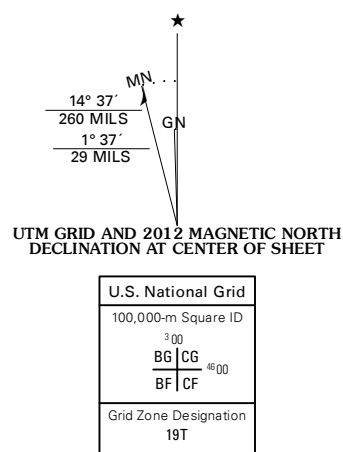 ★
MN
GN
14° 37´
260 MILS
1° 37´
29 MILS
UTM GRID AND 2012 MAGNETIC NORTH
DECLINATION AT CENTER OF SHEET
U.S. National Grid
100,000-m Square ID
300
BG CG
4600
BF CF
Grid Zone Designation
19T